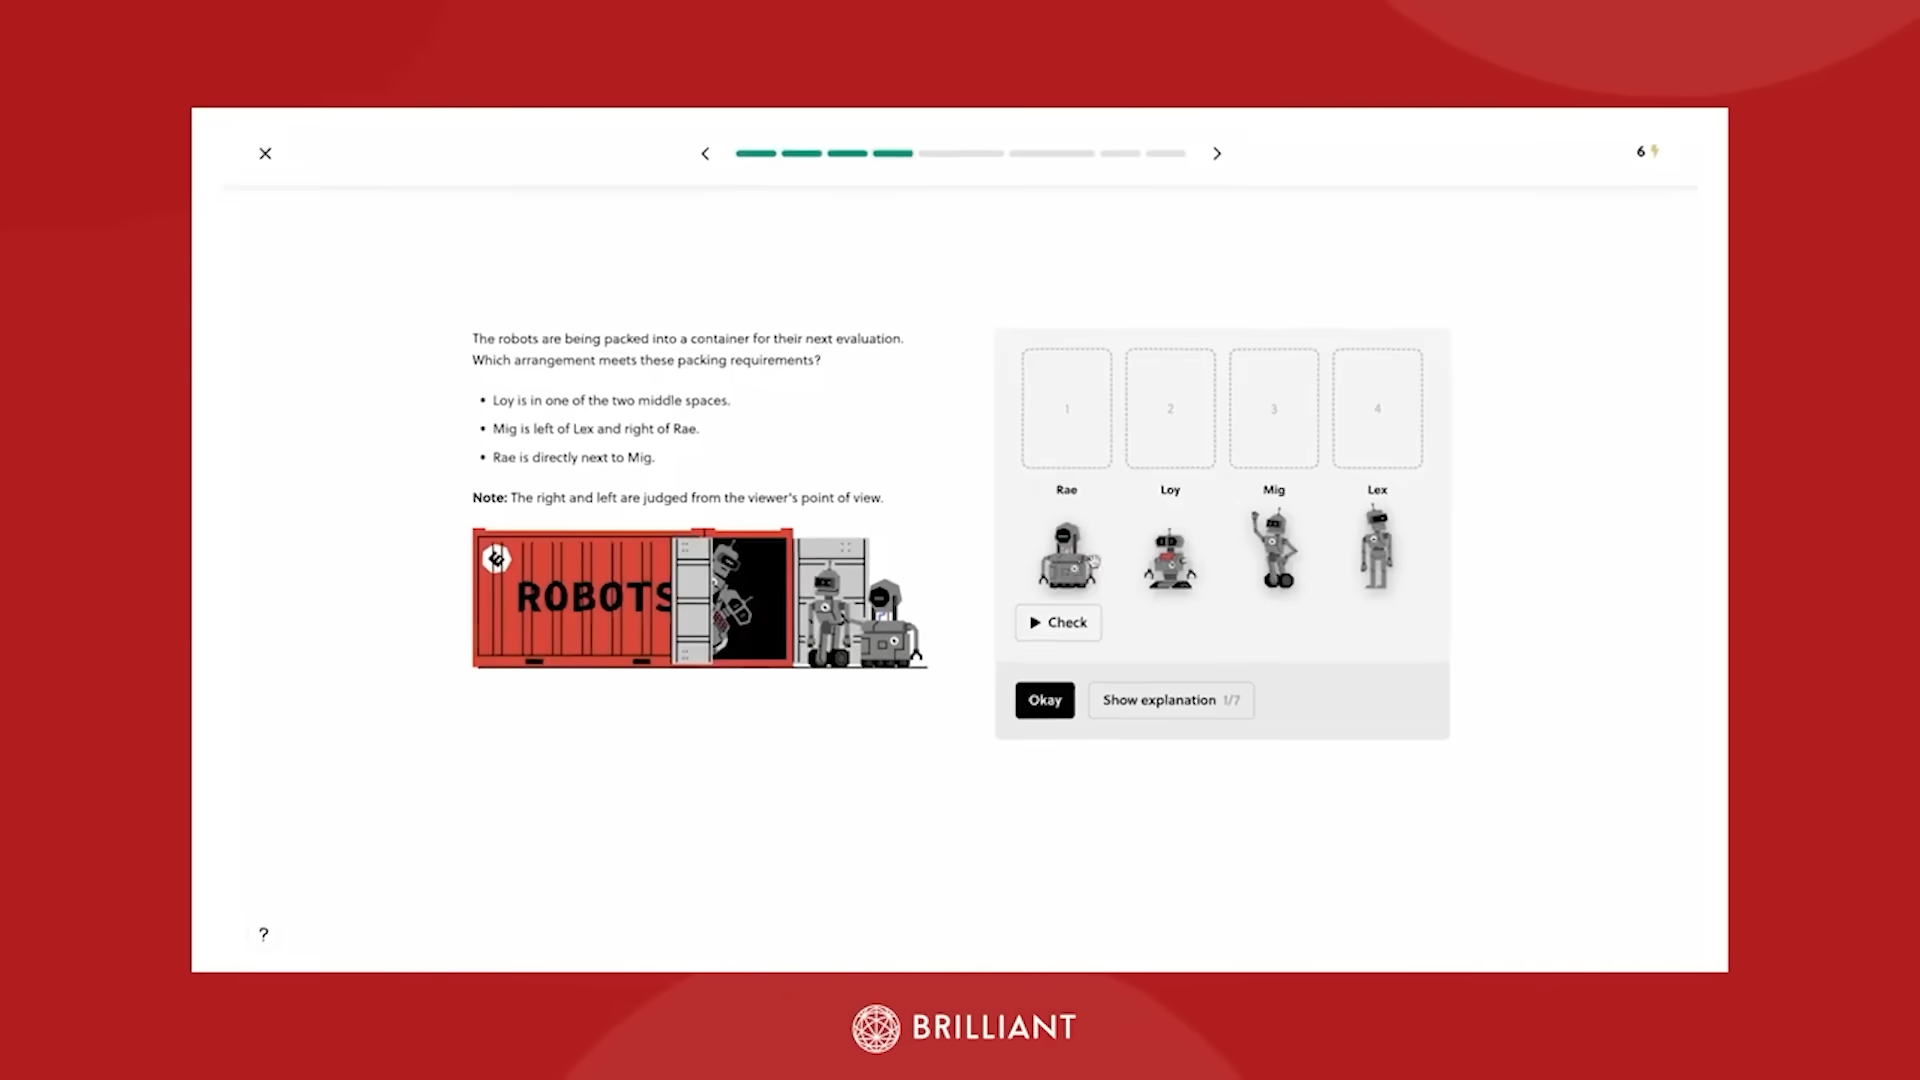 6
The robots are being packed into a container for their next evaluation.
Which arrangement meets these packing requirements?
• Loy is in one of the two middle spaces.
• Mig is left of Lex and right of Rae.
• Rae is directly next to Mig.
Note: The right and left are judged from the viewer's point of view.
ROBOTS
1 2 3 4
Rae Loy Mig Lex
Check
Okay Show explanation 1/7
?
BRILLIANT